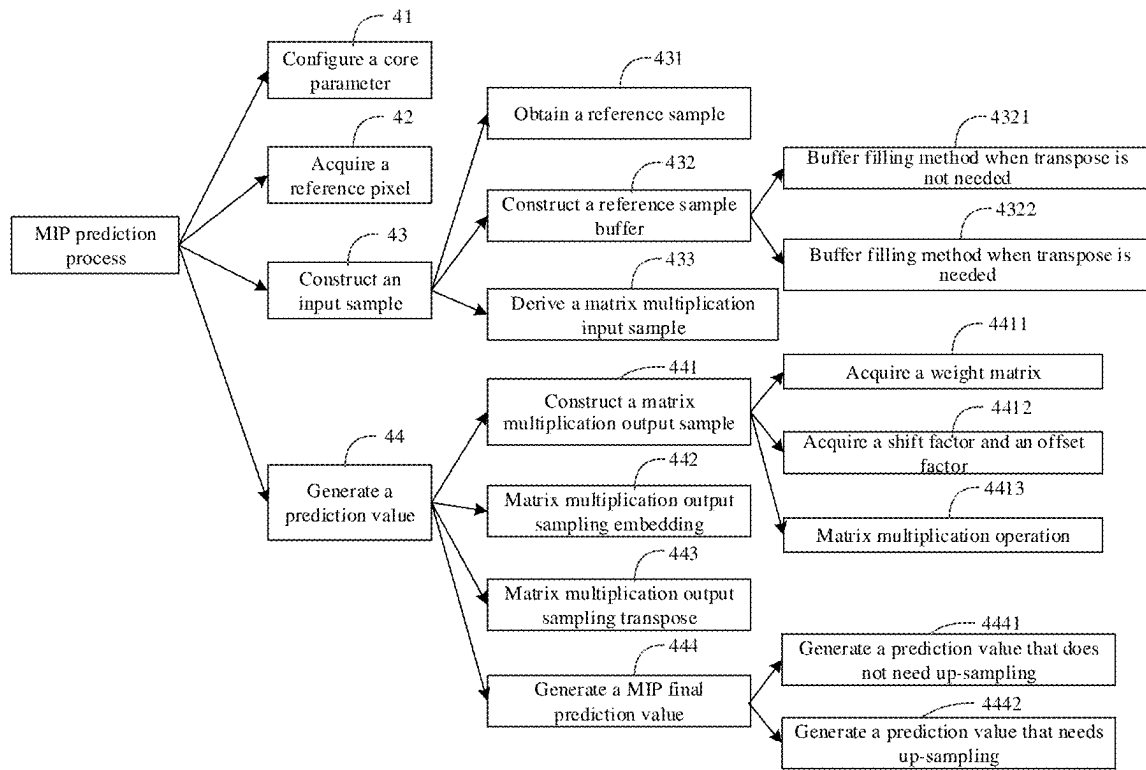 41
Configure a core
parameter
42
Acquire a
reference pixel
MIP prediction
process
43
Construct an
input sample
44
Generate a
prediction value
431
Obtain a reference sample
432
Construct a reference sample
buffer
433
Derive a matrix multiplication
input sample
441
Construct a matrix
multiplication output sample
442
Matrix multiplication output
sampling embedding
443
Matrix multiplication output
sampling transpose
444
Generate a MIP final
prediction value
4321
Buffer filling method when transpose is
not needed
4322
Buffer filling method when transpose is
needed
4411
Acquire a weight matrix
4412
Acquire a shift factor and an offset
factor
4413
Matrix multiplication operation
4441
Generate a prediction value that does
not need up-sampling
4442
Generate a prediction value that needs
up-sampling